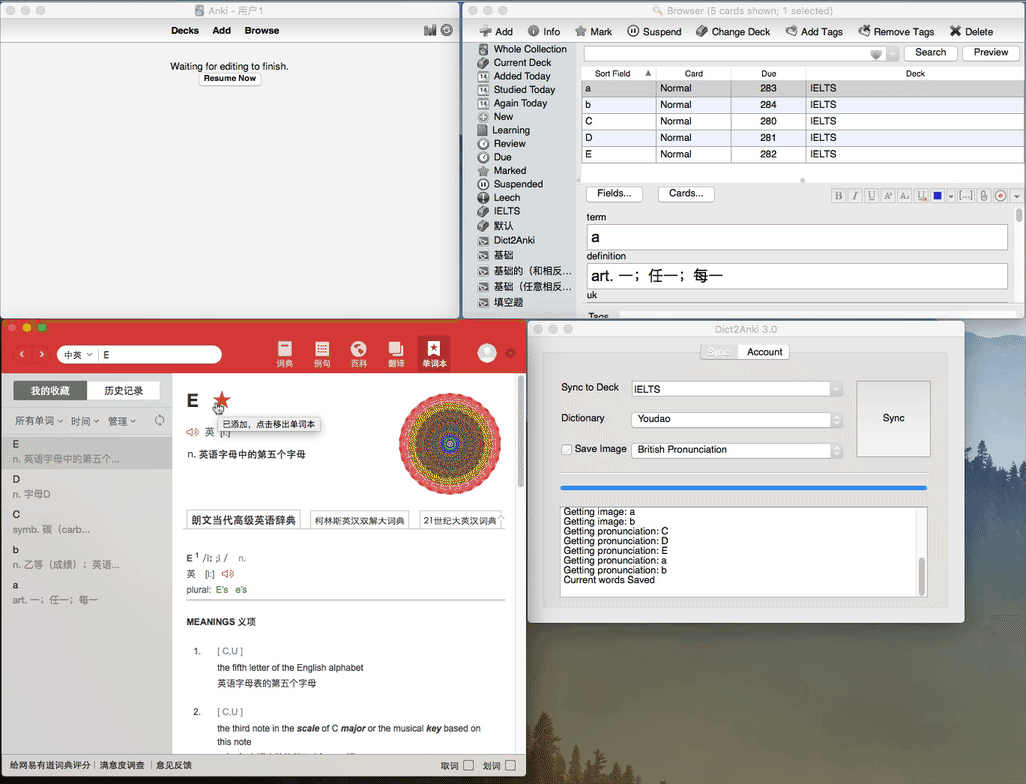 Anki - 用户1
Decks Add Browse
Waiting for editing to finish.
Resume Now
Browser (5 cards shown; 1 selected)
Add Info Mark Suspend Change Deck Add Tags Remove Tags Delete
Whole Collection
Current Deck
Added Today
Studied Today
Again Today
New
Learning
Review
Due
Marked
Suspended
Leech
IELTS
默认
Dict2Anki
基础
基础的（和相反...
基础（任意相反...
填空题
Search Preview
Sort Field Card Due Deck
a Normal 283 IELTS
b Normal 284 IELTS
C Normal 280 IELTS
D Normal 281 IELTS
E Normal 282 IELTS
Fields... Cards...
B I U A A U [...]
term
a
definition
art. 一；任一；每一
uk
Tags
中英 E
词典 例句 百科 翻译 单词本
我的收藏 历史记录
所有单词 时间 管理
E
n. 英语字母中的第五个...
D
n. 字母D
C
symb. 碳（carb...
b
n. 乙等（成绩）；英语...
a
art. 一；任一；每一
E
已添加，点击移出单词本
英 [i:]
n. 英语字母中的第五个字母
朗文当代高级英语辞典 柯林斯英汉双解大词典 21世纪大英汉词典
E 1 /iː ;i / n.
英 [i:]
plural: E's e's
MEANINGS 义项
1. [ C,U ]
the fifth letter of the English alphabet
英语字母表的第五个字母
2. [ C,U ]
the third note in the scale of C major or the musical key based on
this note
给网易有道词典评分 | 满意度调查 | 意见反馈
取词 划词
Dict2Anki 3.0
Sync Account
Sync to Deck IELTS
Dictionary Youdao
Save Image British Pronunciation
Sync
Getting image: a
Getting image: b
Getting pronunciation: C
Getting pronunciation: D
Getting pronunciation: E
Getting pronunciation: a
Getting pronunciation: b
Current words Saved